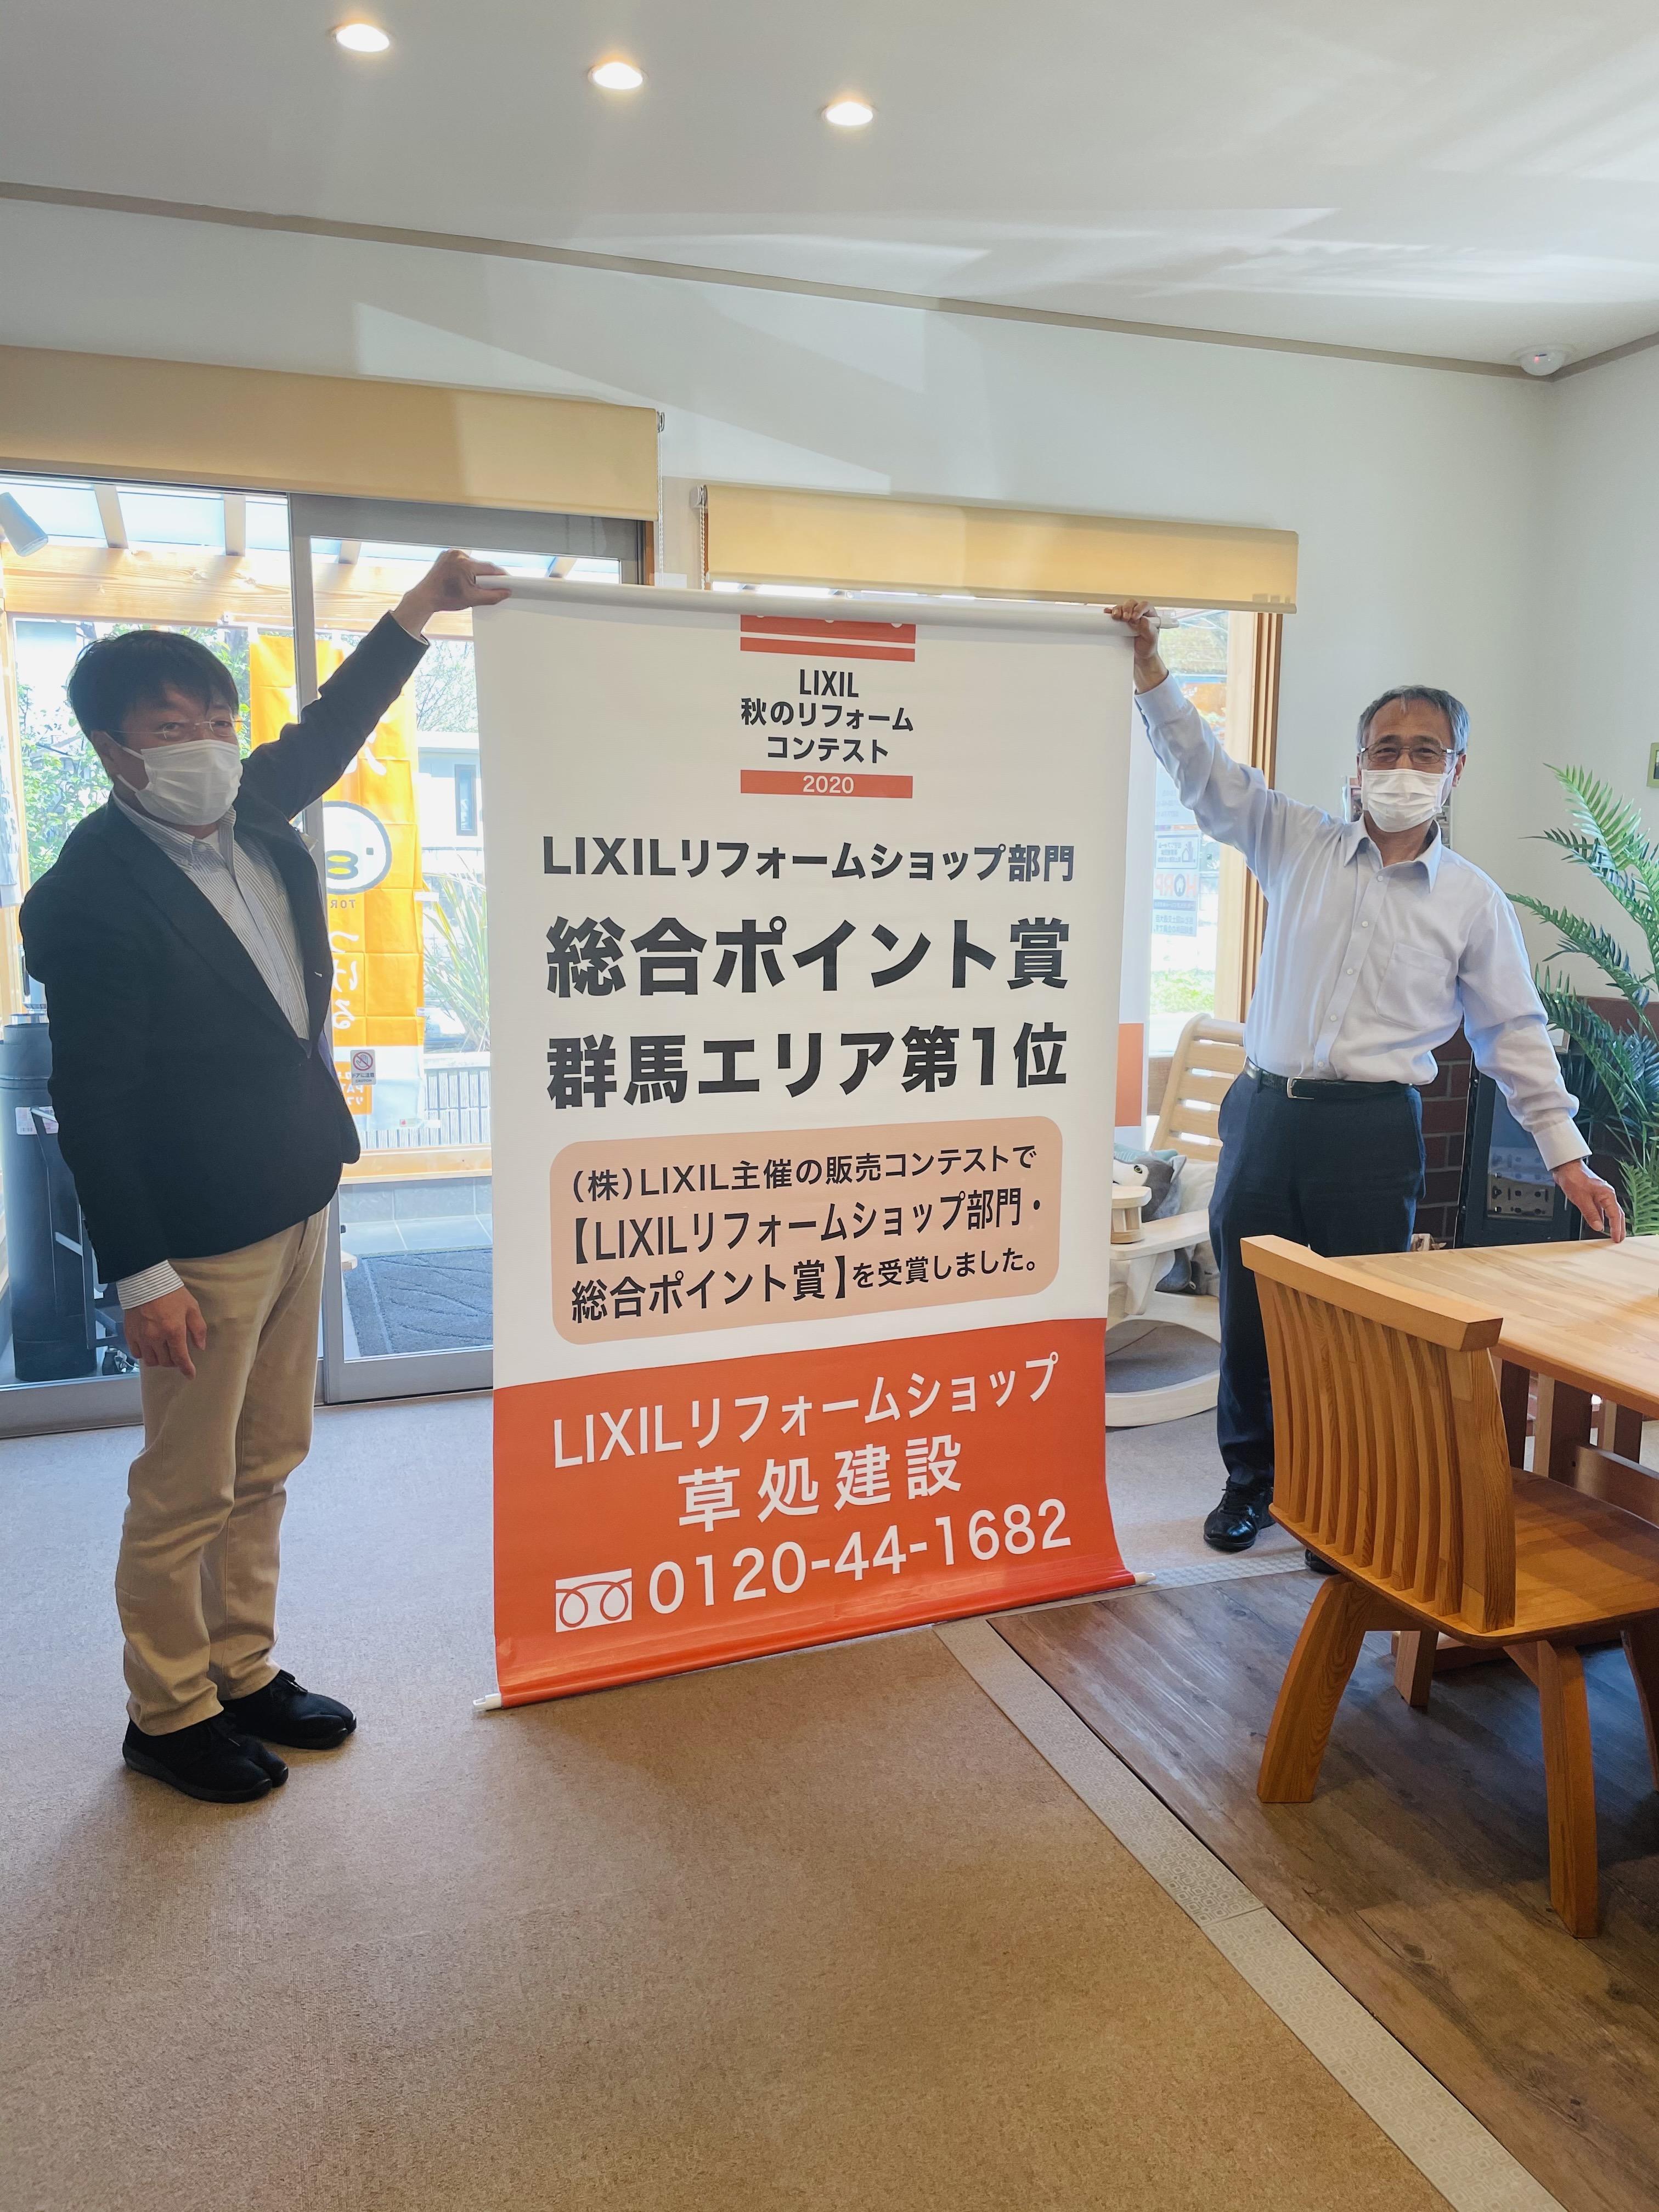 LIXIL
秋のリフォーム
コンテスト
2020
LIXILリフォームショップ部門
総合ポイント賞
群馬エリア第1位
(株)LIXIL主催の販売コンテストで
【LIXILリフォームショップ部門・
総合ポイント賞】を受賞しました。
LIXILリフォームショップ
草処建設
0120-44-1682